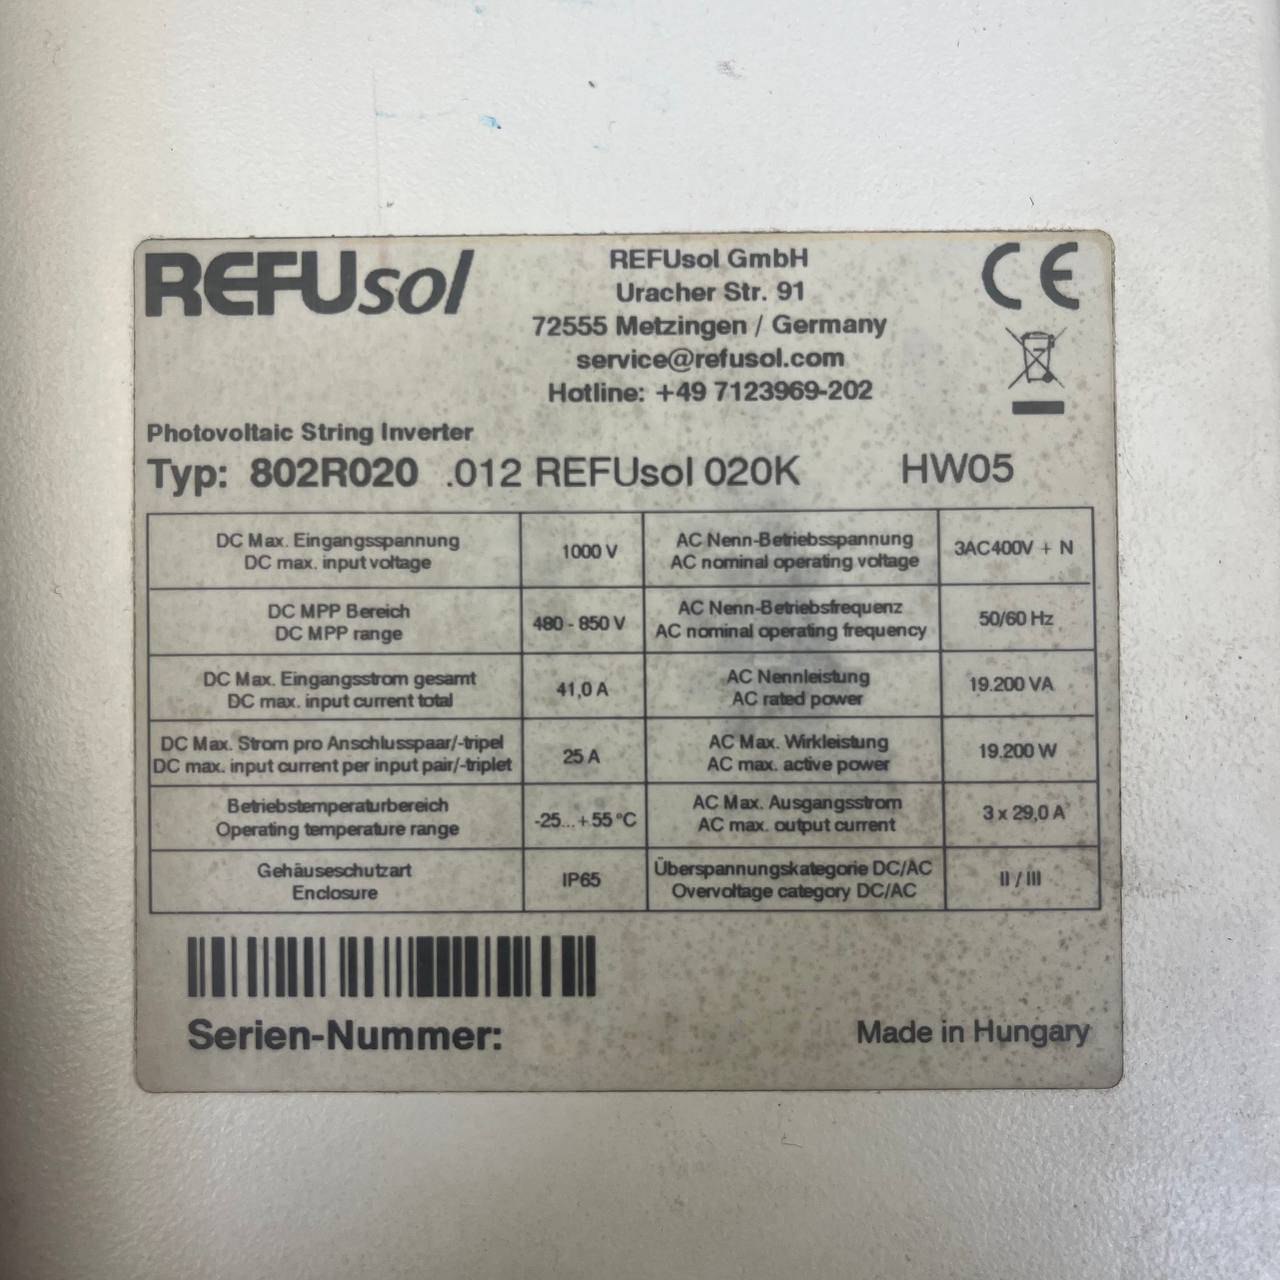 REFUsol
REFUsol GmbH
Uracher Str. 91
72555 Metzingen / Germany
service@refusol.com
Hotline: +49 7123969-202
CE
Photovoltaic String Inverter
Typ: 802R020 .012 REFUsol 020K HW05
DC Max. Eingangsspannung
DC max. input voltage
1000 V
AC Nenn-Betriebsspannung
AC nominal operating voltage
3AC400V + N
DC MPP Bereich
DC MPP range
480 - 850 V
AC Nenn-Betriebsfrequenz
AC nominal operating frequency
50/60 Hz
DC Max. Eingangsstrom gesamt
DC max. input current total
41,0 A
AC Nennleistung
AC rated power
19.200 VA
DC Max. Strom pro Anschlusspaar/-tripel
DC max. input current per input pair/-triplet
25 A
AC Max. Wirkleistung
AC max. active power
19.200 W
Betriebstemperaturbereich
Operating temperature range
-25...+55 °C
AC Max. Ausgangsstrom
AC max. output current
3 x 29,0 A
Gehäuseschutzart
Enclosure
IP65
Überspannungskategorie DC/AC
Overvoltage category DC/AC
II / III
Serien-Nummer:
Made in Hungary